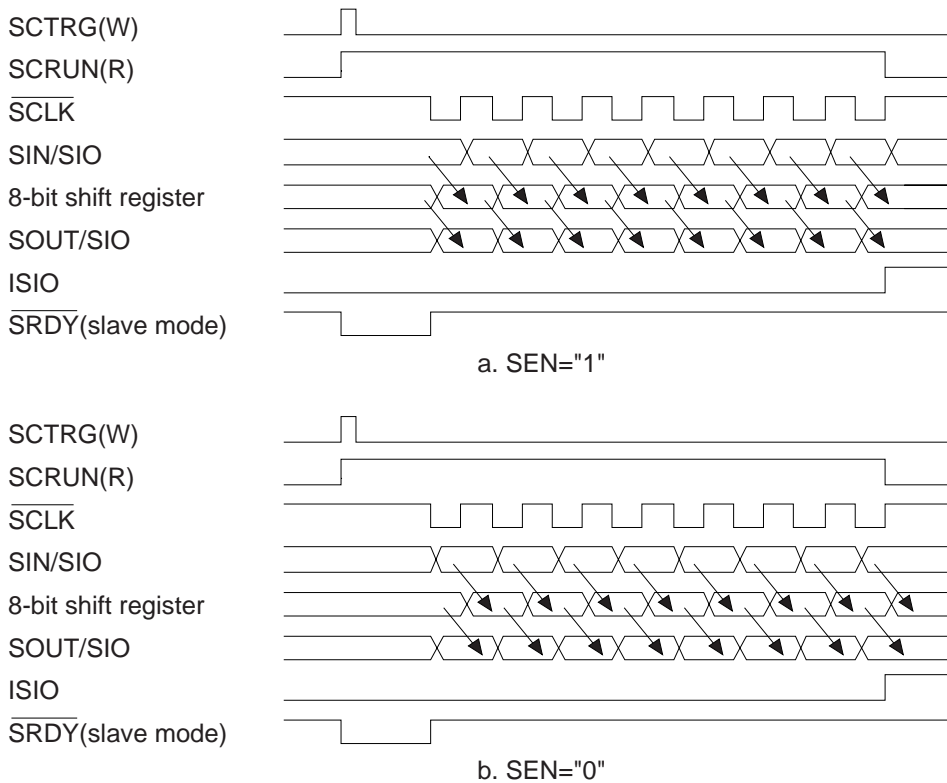 SCTRG(W)
SCRUN(R)
SCLK
SIN/SIO
8-bit shift register
SOUT/SIO
ISIO
SRDY(slave mode)
a. SEN="1"
SCTRG(W)
SCRUN(R)
SCLK
SIN/SIO
8-bit shift register
SOUT/SIO
ISIO
SRDY(slave mode)
b. SEN="0"